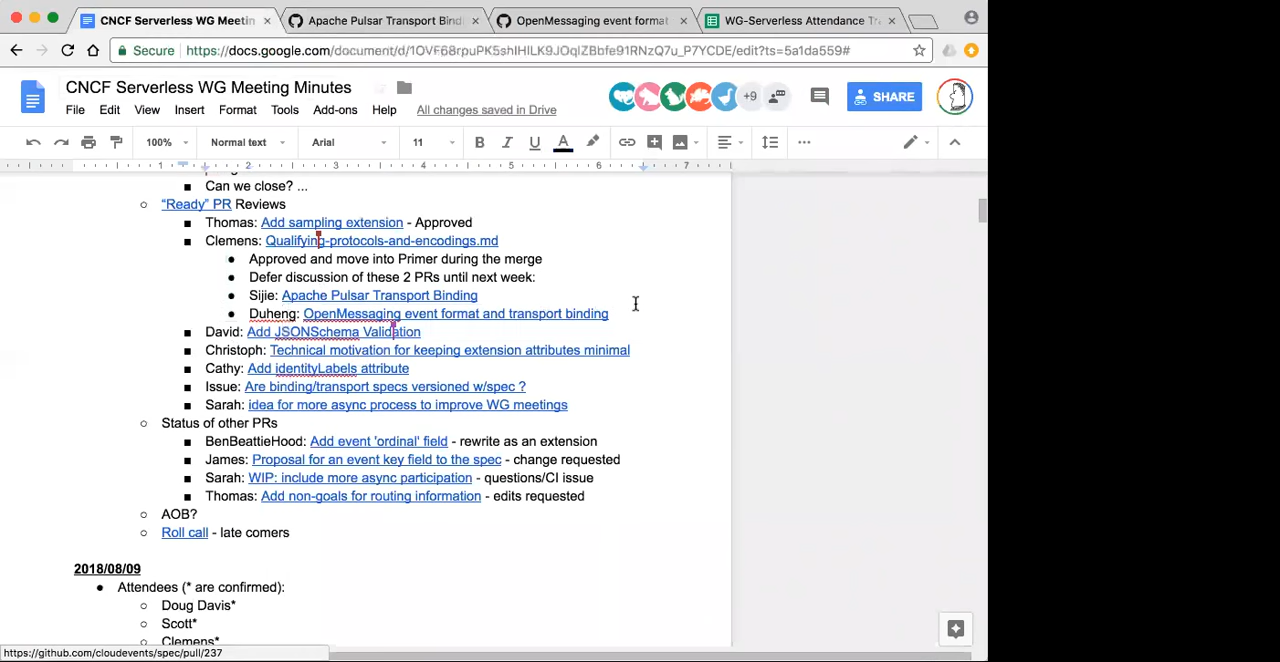 CNCF Serverless WG Meetin
Apache Pulsar Transport Bindi
OpenMessaging event format
WG-Serverless Attendance Tr
Secure https://docs.google.com/document/d/1OVF68rpuPK5shIHILK9JOqIZBbfe91RNzQ7u_P7YCDE/edit?ts=5a1da559#
CNCF Serverless WG Meeting Minutes
File Edit View Insert Format Tools Add-ons Help All changes saved in Drive
+9
SHARE
100% Normal text Arial 11 B I U A
1 2 3 4 5 6 7
Can we close? ...
"Ready" PR Reviews
Thomas: Add sampling extension - Approved
Clemens: Qualifying-protocols-and-encodings.md
Approved and move into Primer during the merge
Defer discussion of these 2 PRs until next week:
Sijie: Apache Pulsar Transport Binding
Duheng: OpenMessaging event format and transport binding
David: Add JSONSchema Validation
Christoph: Technical motivation for keeping extension attributes minimal
Cathy: Add identityLabels attribute
Issue: Are binding/transport specs versioned w/spec ?
Sarah: idea for more async process to improve WG meetings
Status of other PRs
BenBeattieHood: Add event 'ordinal' field - rewrite as an extension
James: Proposal for an event key field to the spec - change requested
Sarah: WIP: include more async participation - questions/CI issue
Thomas: Add non-goals for routing information - edits requested
AOB?
Roll call - late comers
2018/08/09
Attendees (* are confirmed):
Doug Davis*
Scott*
Clemens*
https://github.com/cloudevents/spec/pull/237